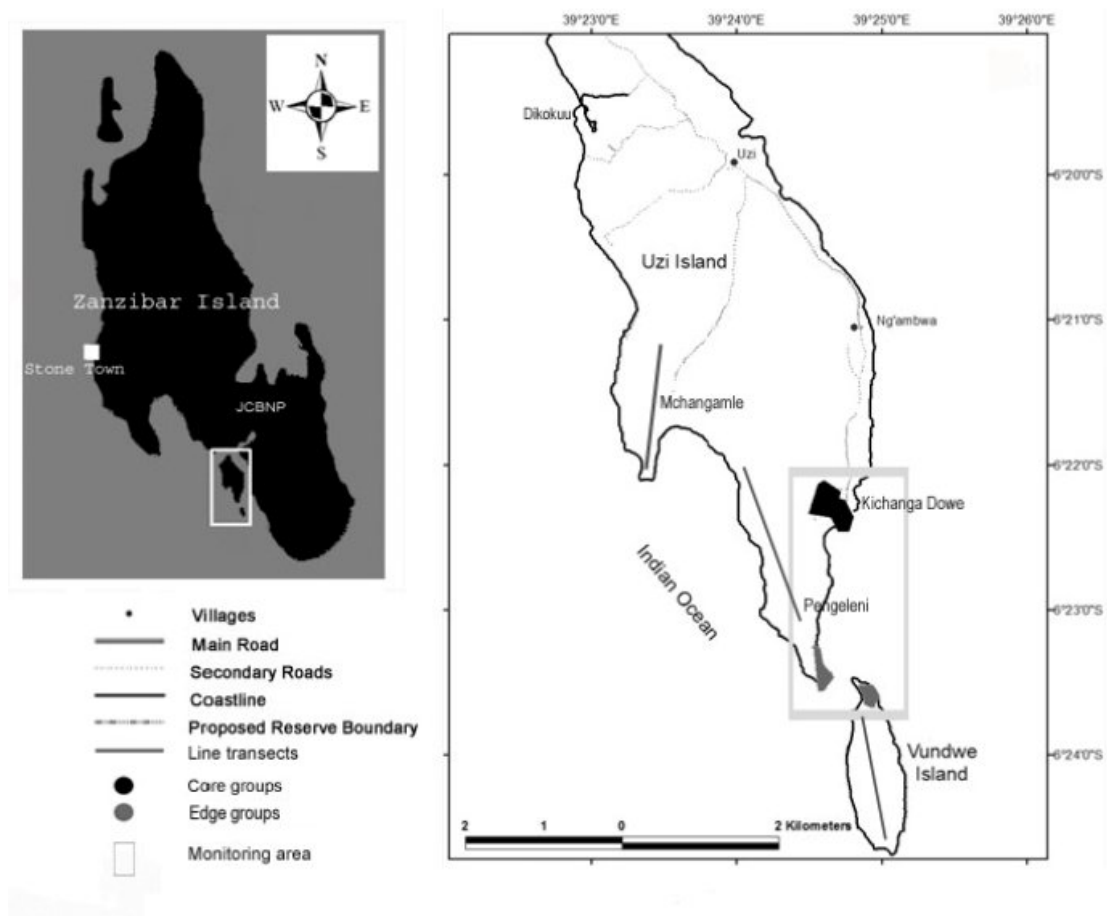 N
W E
S
Zanzibar Island
Stone Town
JCBNP
Villages
Main Road
Secondary Roads
Coastline
Proposed Reserve Boundary
Line transects
Core groups
Edge groups
Monitoring area
39°23'0"E 39°24'0"E 39°25'0"E 39°26'0"E
Dikokuu
Uzi
6°20'0"S
Uzi Island
Ng'ambwa
6°21'0"S
Mchangamle
6°22'0"S
Kichanga Dowe
Indian Ocean
Pengeleni
6°23'0"S
Vundwe
Island
6°24'0"S
2 1 0 2 Kilometers